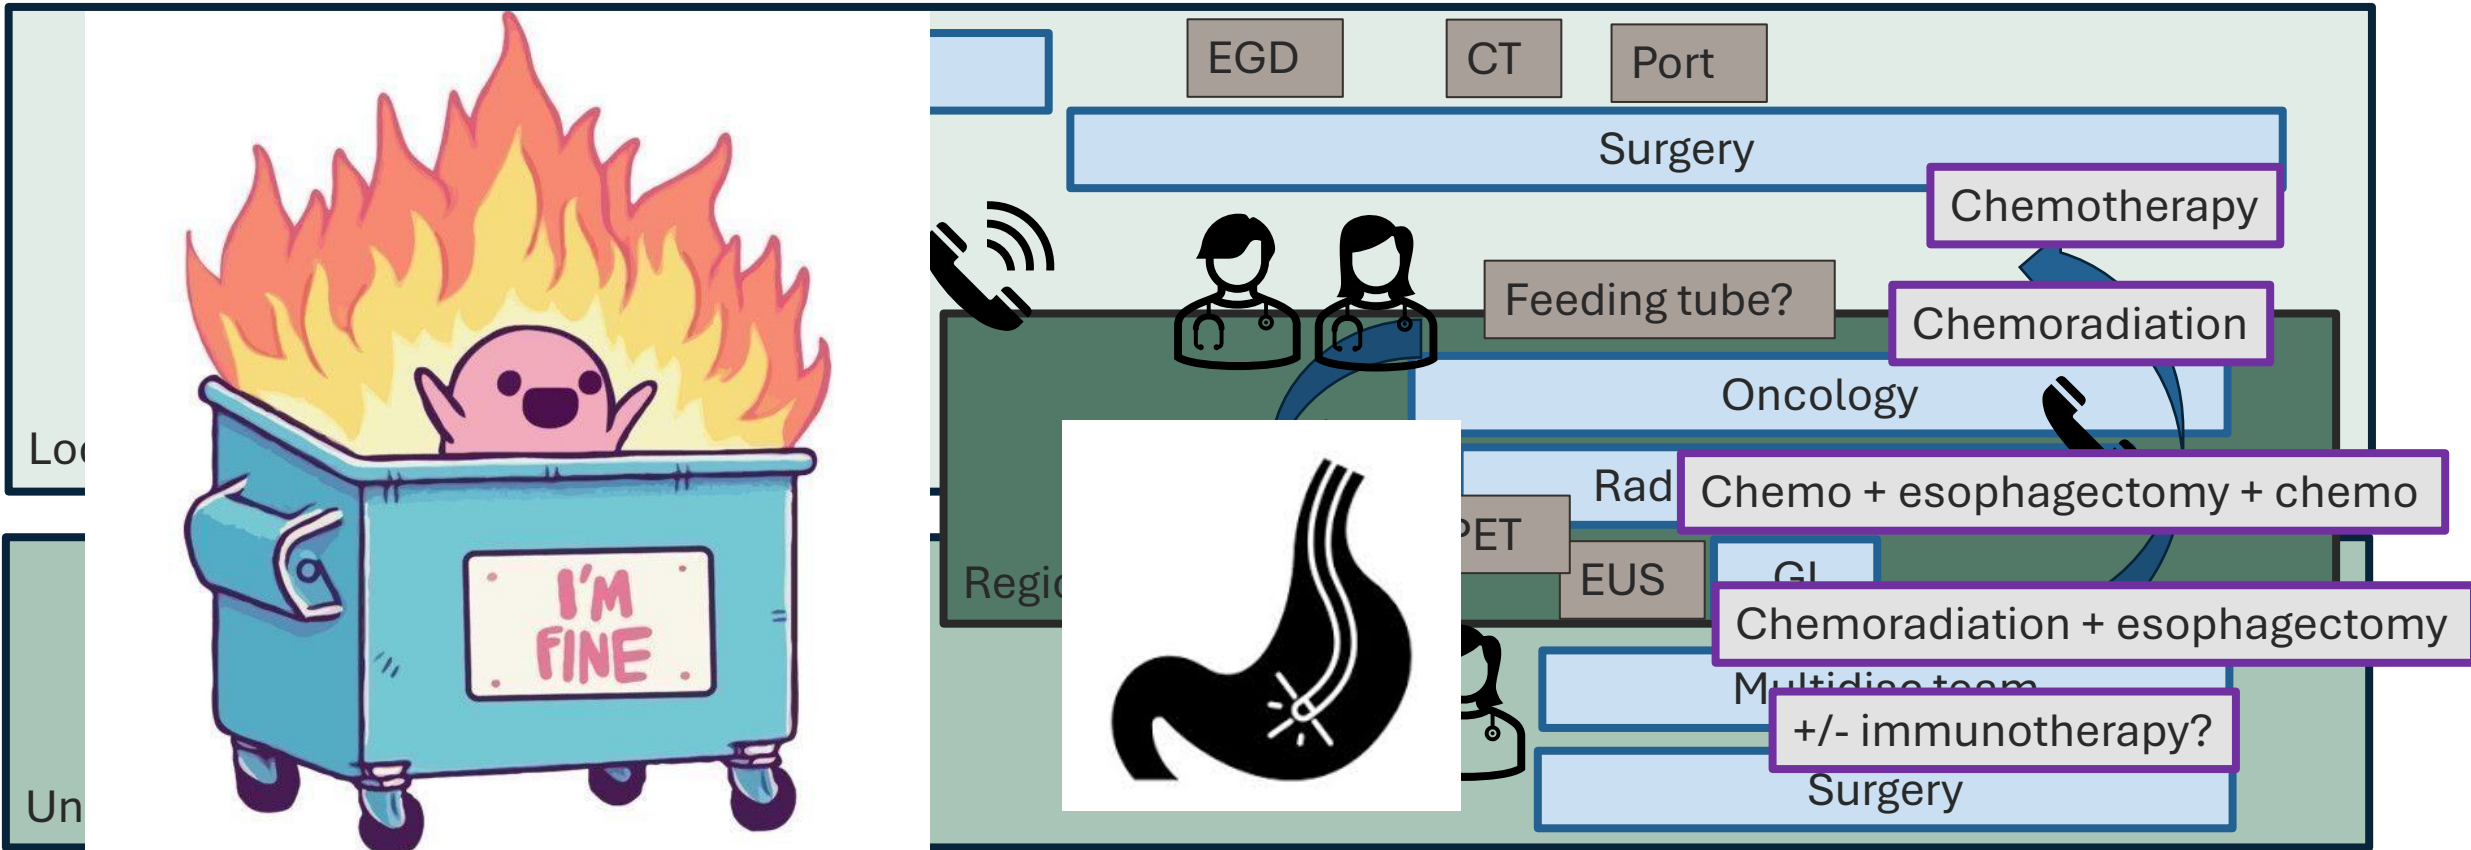 EGD
CT
Port
Surgery
Chemotherapy
Feeding tube?
Chemoradiation
Oncology
Rad
Chemo + esophagectomy + chemo
EUS
Chemoradiation + esophagectomy
+/- immunotherapy?
Surgery
I'M
FINE